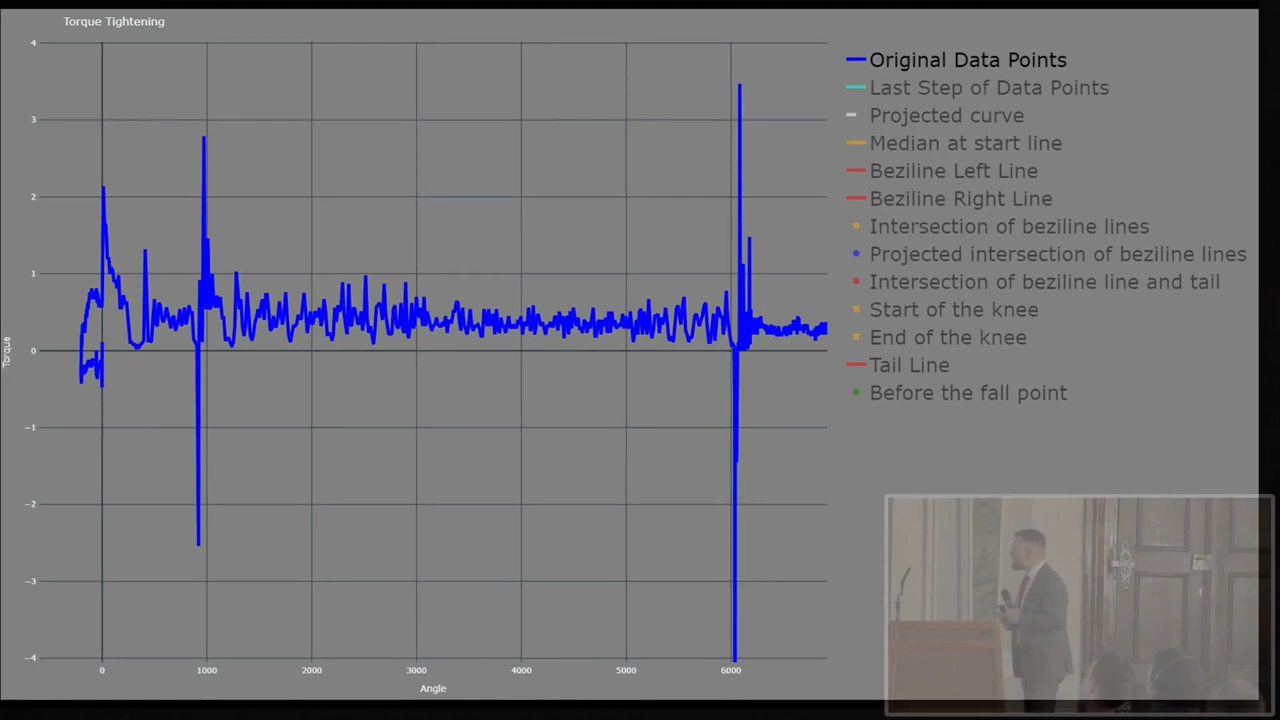 Torque Tightening
4
3
2
1
0
−1
−2
−3
−4
Torque
0 1000 2000 3000 4000 5000 6000
Angle
Original Data Points
Last Step of Data Points
Projected curve
Median at start line
Beziline Left Line
Beziline Right Line
Intersection of beziline lines
Projected intersection of beziline lines
Intersection of beziline line and tail
Start of the knee
End of the knee
Tail Line
Before the fall point